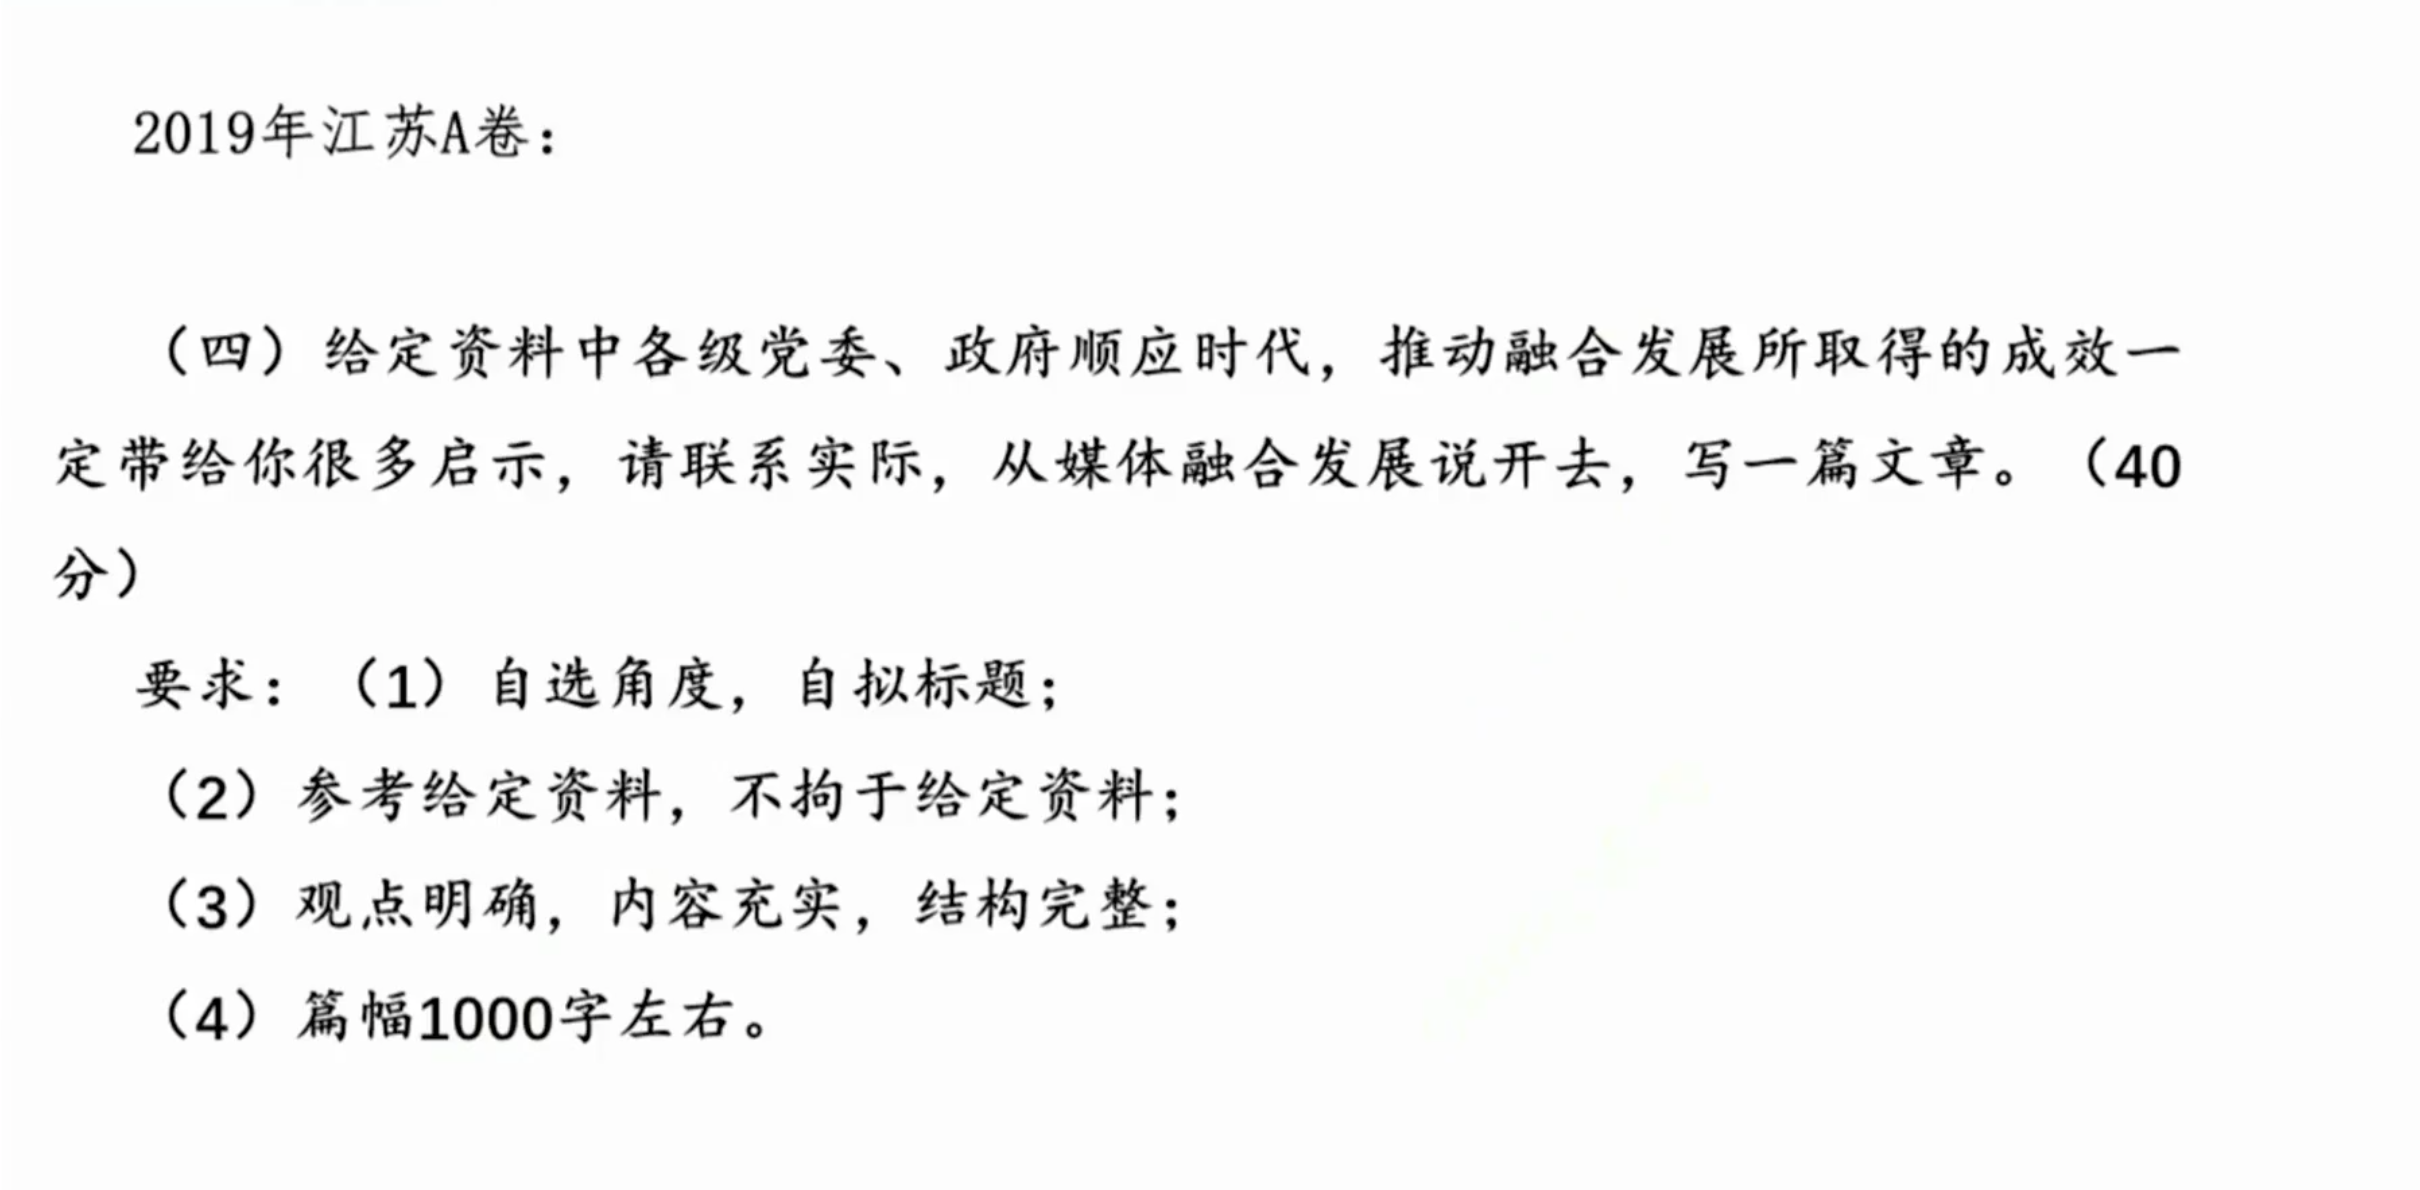 2019年江苏A卷：
（四）给定资料中各级党委、政府顺应时代，推动融合发展所取得的成效一
定带给你很多启示，请联系实际，从媒体融合发展说开去，写一篇文章。（40
分）
要求：（1）自选角度，自拟标题；
（2）参考给定资料，不拘于给定资料；
（3）观点明确，内容充实，结构完整；
（4）篇幅1000字左右。